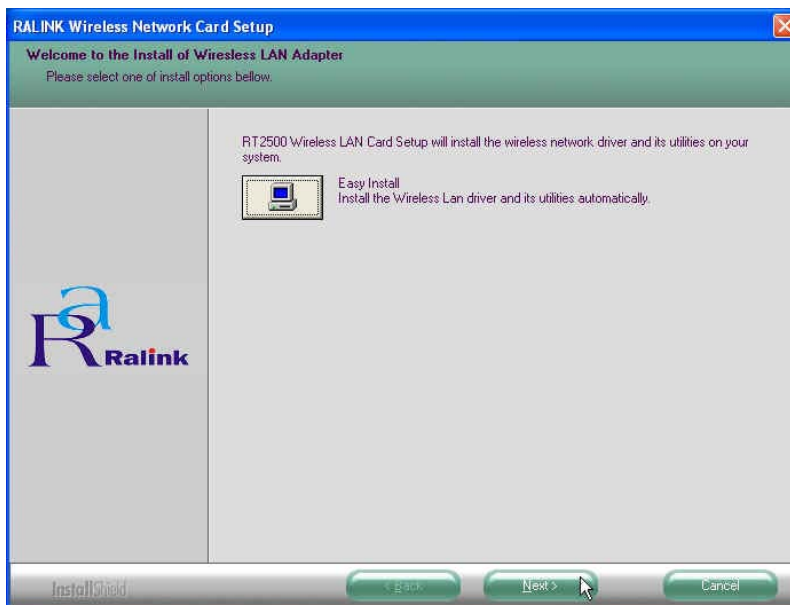 RALINK Wireless Network Card Setup
Welcome to the Install of Wiresless LAN Adapter
Please select one of install options bellow.
RT2500 Wireless LAN Card Setup will install the wireless network driver and its utilities on your
system.
Easy Install
Install the Wireless Lan driver and its utilities automatically.
Ra
Ralink
InstallShield
< Back
Next >
Cancel